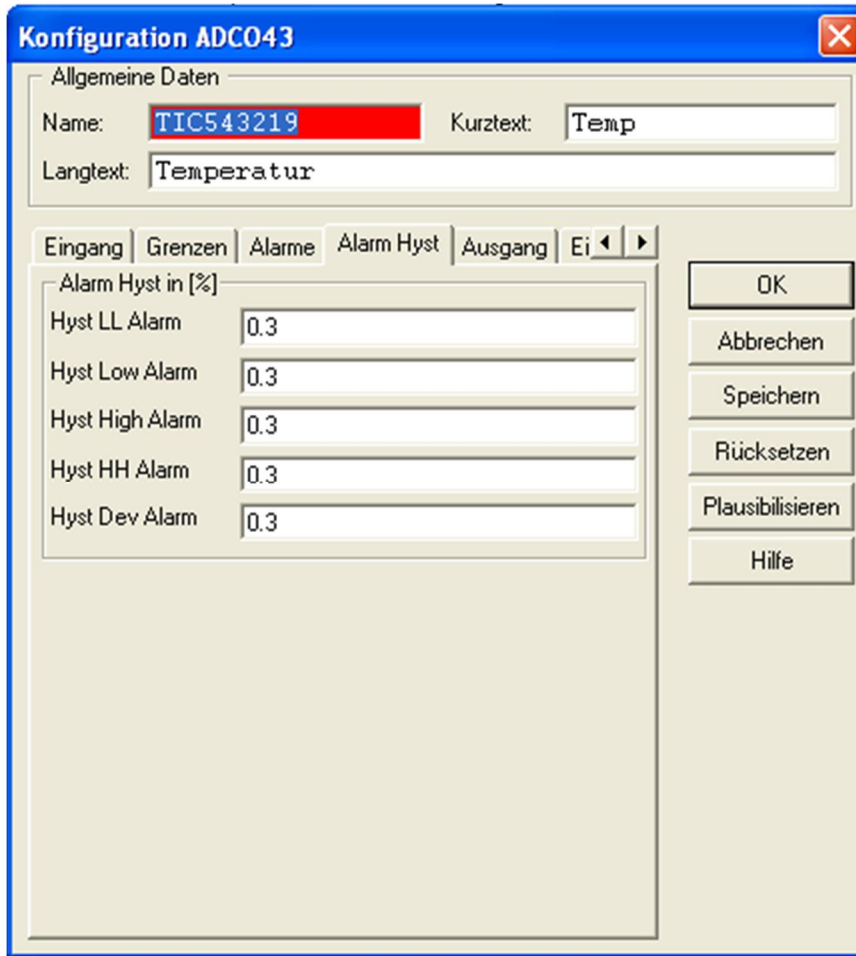 Konfiguration ADCO43
Allgemeine Daten
Name: TIC543219 Kurztext: Temp
Langtext: Temperatur
Eingang Grenzen Alarme Alarm Hyst Ausgang Ei
Alarm Hyst in [%]
Hyst LL Alarm 0.3
Hyst Low Alarm 0.3
Hyst High Alarm 0.3
Hyst HH Alarm 0.3
Hyst Dev Alarm 0.3
OK
Abbrechen
Speichern
Rücksetzen
Plausibilisieren
Hilfe